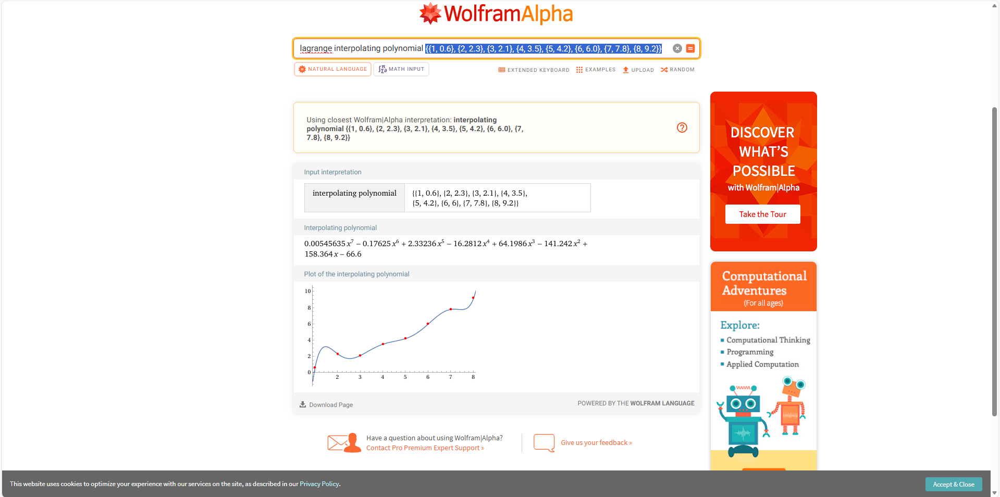 WolframAlpha
lagrange interpolating polynomial {{1, 0.6}, {2, 2.3}, {3, 2.1}, {4, 3.5}, {5, 4.2}, {6, 6.0}, {7, 7.8}, {8, 9.2}}
NATURAL LANGUAGE
MATH INPUT
EXTENDED KEYBOARD
EXAMPLES
UPLOAD
RANDOM
Using closest Wolfram|Alpha interpretation: interpolating
polynomial {{1, 0.6}, {2, 2.3}, {3, 2.1}, {4, 3.5}, {5, 4.2}, {6, 6.0}, {7,
7.8}, {8, 9.2}}
Input interpretation
interpolating polynomial
{{1, 0.6}, {2, 2.3}, {3, 2.1}, {4, 3.5},
{5, 4.2}, {6, 6}, {7, 7.8}, {8, 9.2}}
Interpolating polynomial
0.00545635 x^7 − 0.17625 x^6 + 2.33236 x^5 − 16.2812 x^4 + 64.1986 x^3 − 141.242 x^2 +
158.364 x − 66.6
Plot of the interpolating polynomial
10
8
6
4
2
0
2 3 4 5 6 7 8
Download Page
POWERED BY THE WOLFRAM LANGUAGE
Have a question about using Wolfram|Alpha?
Contact Pro Premium Expert Support »
Give us your feedback »
DISCOVER
WHAT'S
POSSIBLE
with Wolfram|Alpha
Take the Tour
Computational
Adventures
(For all ages)
Explore:
Computational Thinking
Programming
Applied Computation
This website uses cookies to optimize your experience with our services on the site, as described in our Privacy Policy.
Accept & Close